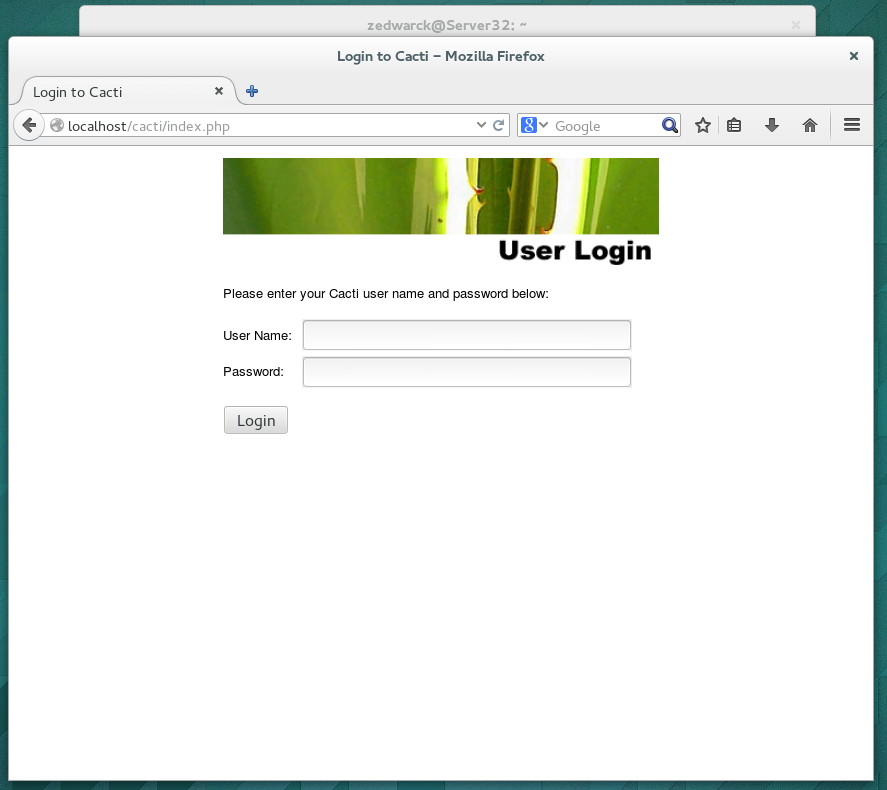 zedwarck@Server32: ~
Login to Cacti - Mozilla Firefox
Login to Cacti
localhost/cacti/index.php
8 Google
User Login
Please enter your Cacti user name and password below:
User Name:
Password:
Login